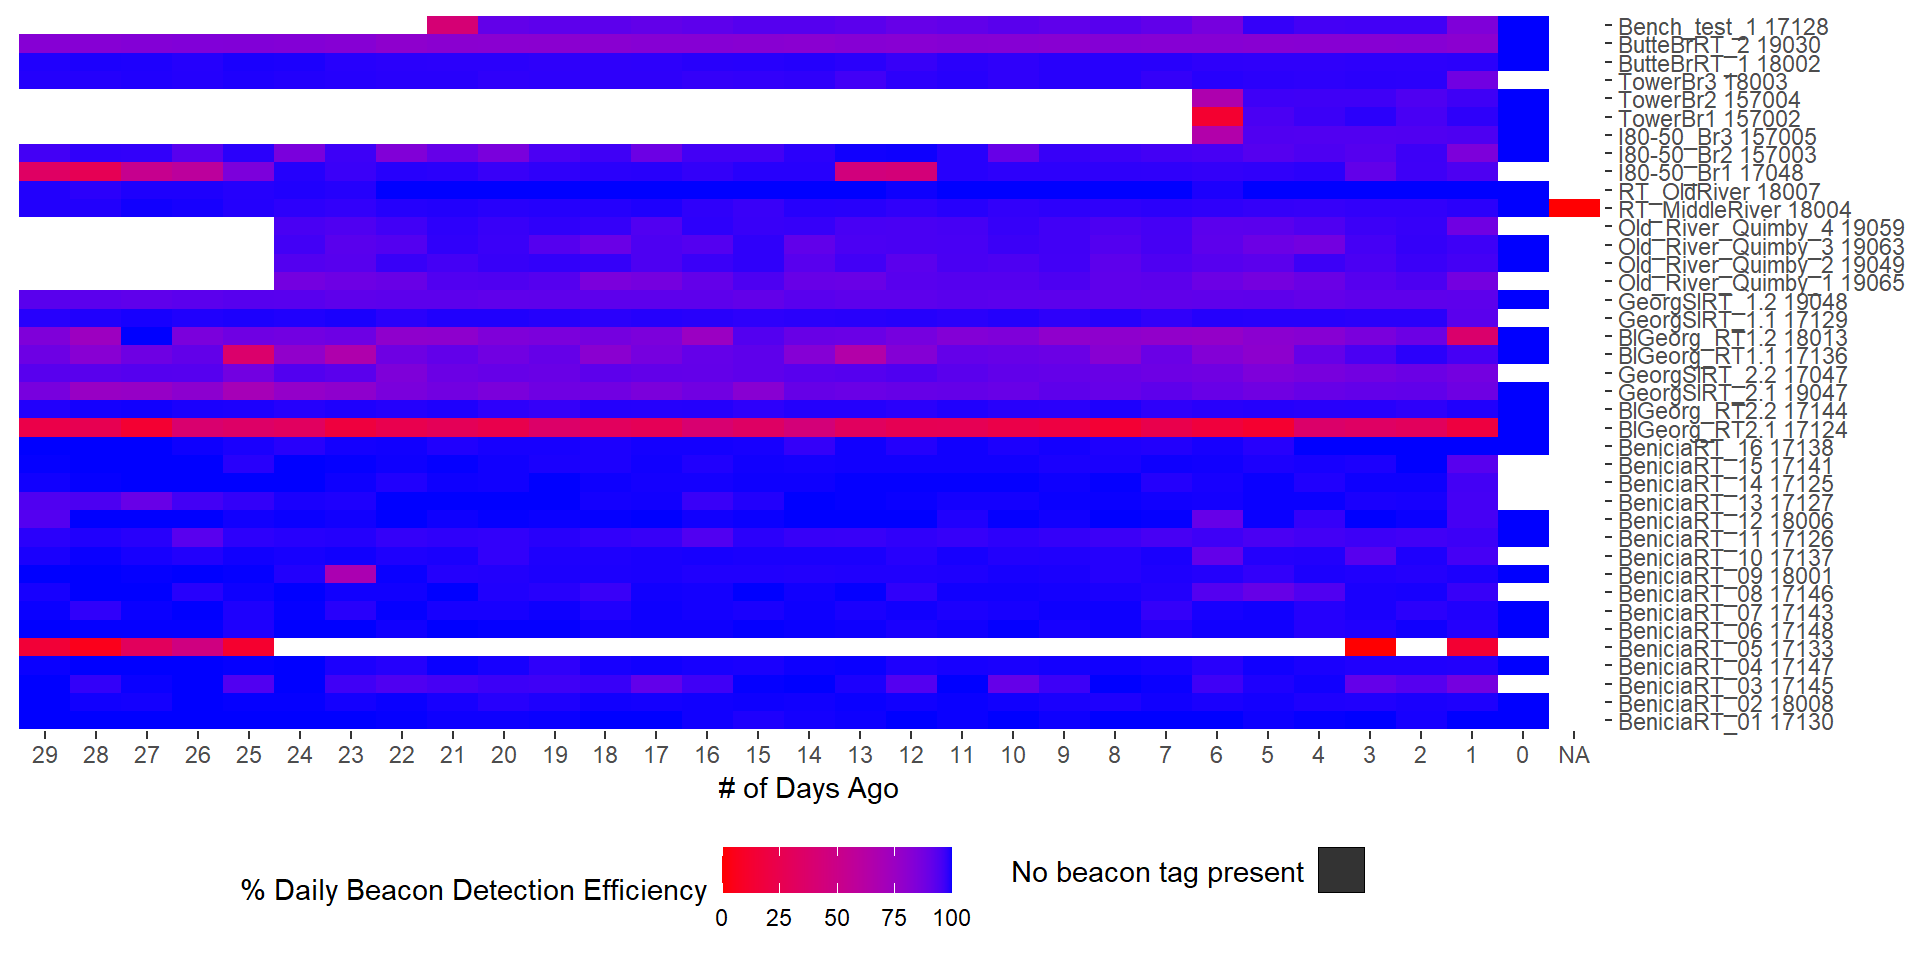 Bench_test_1 17128
ButteBrRT_2 19030
ButteBrRT_1 18002
TowerBr3 18003
TowerBr2 157004
TowerBr1 157002
I80-50_Br3 157005
I80-50_Br2 157003
I80-50_Br1 17048
RT_OldRiver 18007
RT_MiddleRiver 18004
Old_River_Quimby_4 19059
Old_River_Quimby_3 19063
Old_River_Quimby_2 19049
Old_River_Quimby_1 19065
GeorgSlRT_1.2 19048
GeorgSlRT_1.1 17129
BlGeorg_RT1.2 18013
BlGeorg_RT1.1 17136
GeorgSlRT_2.2 17047
GeorgSlRT_2.1 19047
BlGeorg_RT2.2 17144
BlGeorg_RT2.1 17124
BeniciaRT_16 17138
BeniciaRT_15 17141
BeniciaRT_14 17125
BeniciaRT_13 17127
BeniciaRT_12 18006
BeniciaRT_11 17126
BeniciaRT_10 17137
BeniciaRT_09 18001
BeniciaRT_08 17146
BeniciaRT_07 17143
BeniciaRT_06 17148
BeniciaRT_05 17133
BeniciaRT_04 17147
BeniciaRT_03 17145
BeniciaRT_02 18008
BeniciaRT_01 17130
29 28 27 26 25 24 23 22 21 20 19 18 17 16 15 14 13 12 11 10 9 8 7 6 5 4 3 2 1 0 NA
# of Days Ago
% Daily Beacon Detection Efficiency
0 25 50 75 100
No beacon tag present